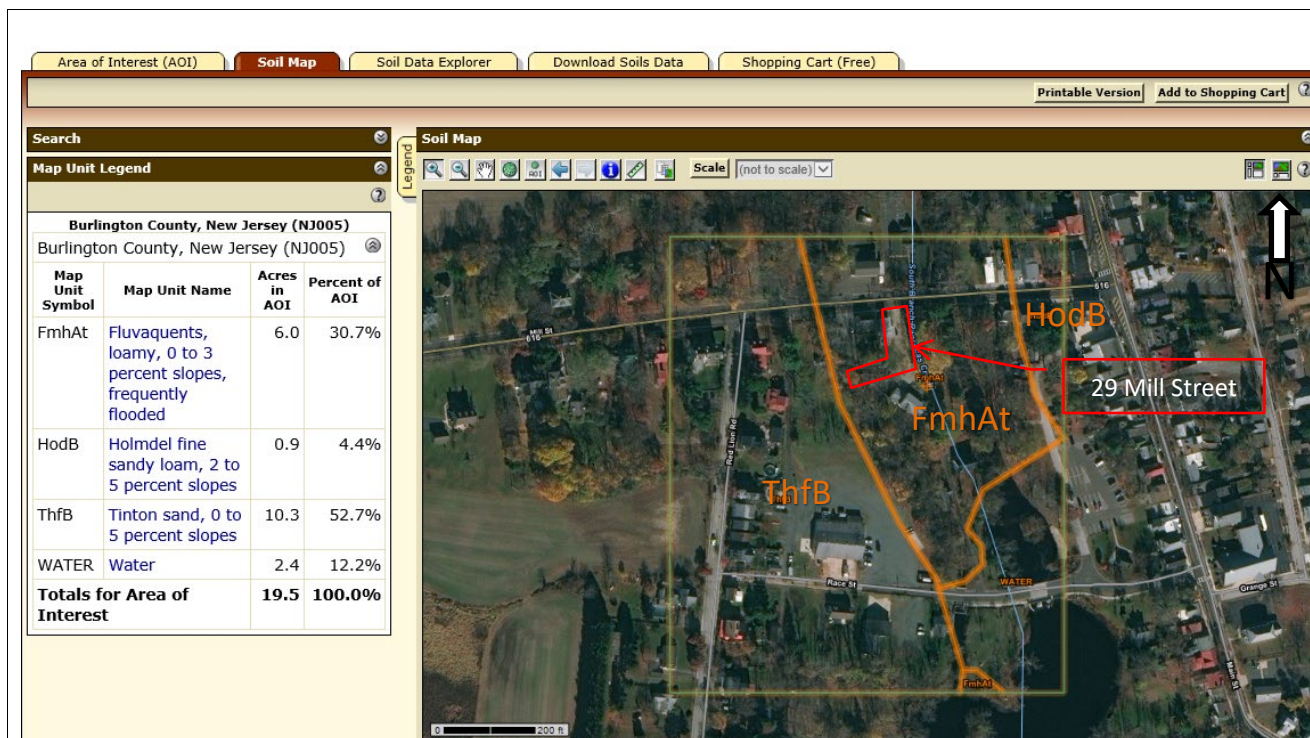 Area of Interest (AOI)
Soil Map
Soil Data Explorer
Download Soils Data
Shopping Cart (Free)
Printable Version
Add to Shopping Cart
Search
Map Unit Legend
Burlington County, New Jersey (NJ005)
Burlington County, New Jersey (NJ005)
Map Unit Symbol
Map Unit Name
Acres in AOI
Percent of AOI
FmhAt
Fluvaquents,
loamy, 0 to 3
percent slopes,
frequently
flooded
6.0
30.7%
HodB
Holmdel fine
sandy loam, 2 to
5 percent slopes
0.9
4.4%
ThfB
Tinton sand, 0 to
5 percent slopes
10.3
52.7%
WATER
Water
2.4
12.2%
Totals for Area of
Interest
19.5
100.0%
Legend
Soil Map
AOI
Scale
(not to scale)
N
Mill St
616
616
HodB
29 Mill Street
FmhAt
FmhAt
Red Lion Rd
ThfB
Race St
WATER
Grange St
Main St
FmhAt
0
200 ft